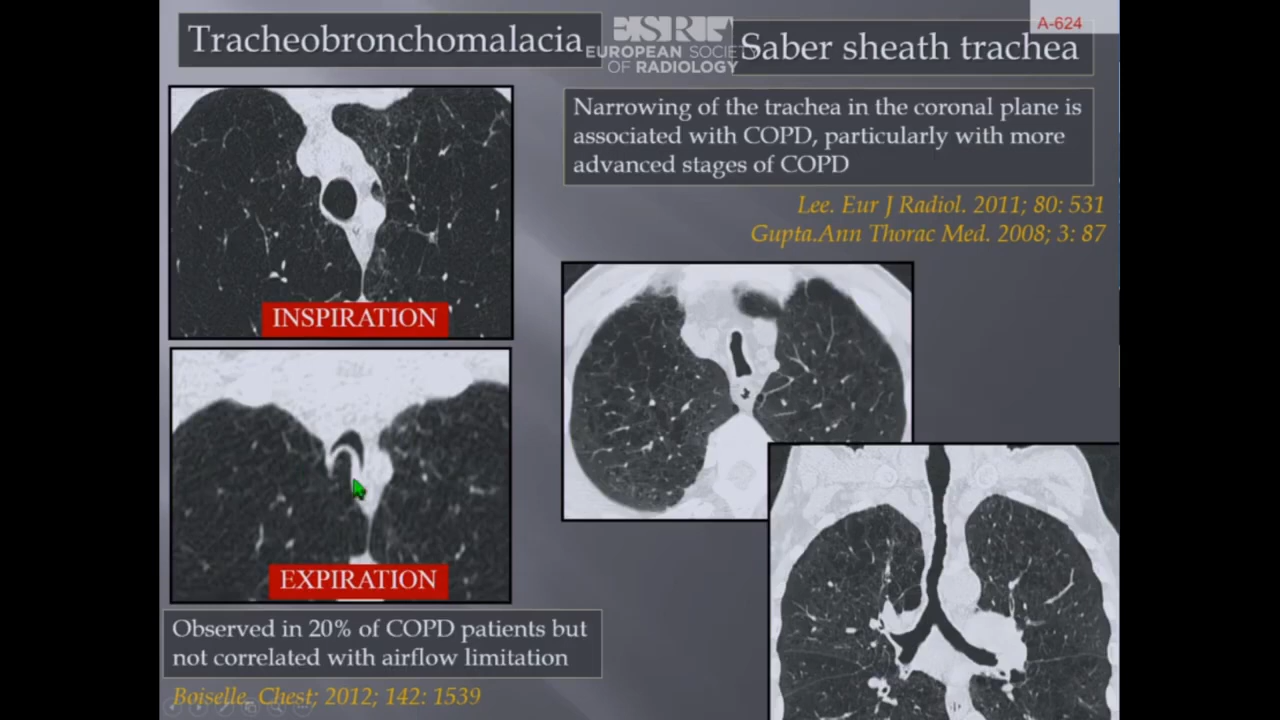 Tracheobronchomalacia
INSPIRATION
EXPIRATION
Observed in 20% of COPD patients but
not correlated with airflow limitation
Boiselle. Chest; 2012; 142: 1539
EUROPEAN SOCIETY
OF RADIOLOGY
A-624
Saber sheath trachea
Narrowing of the trachea in the coronal plane is
associated with COPD, particularly with more
advanced stages of COPD
Lee. Eur J Radiol. 2011; 80: 531
Gupta.Ann Thorac Med. 2008; 3: 87